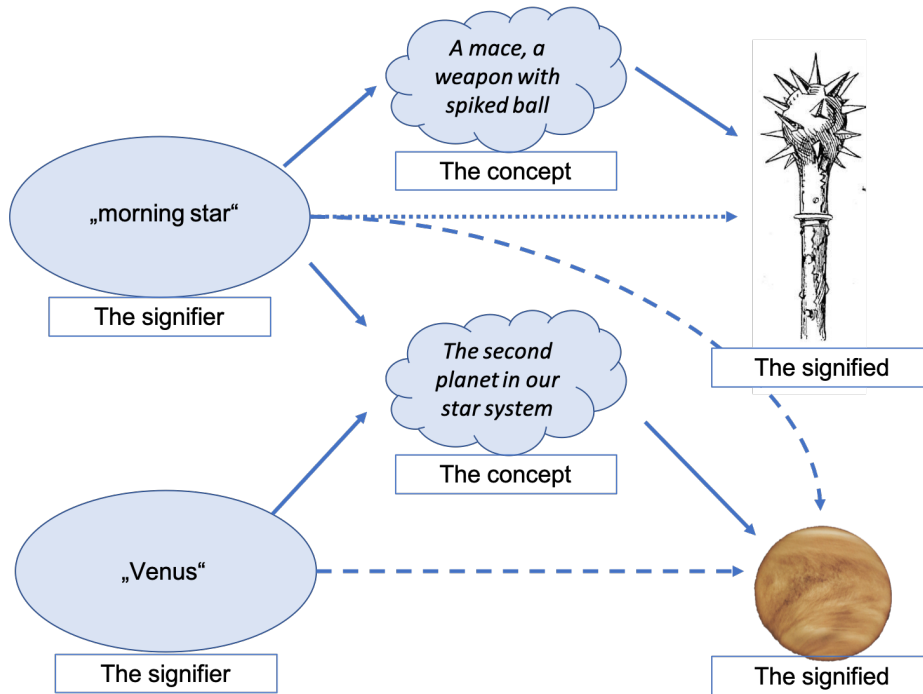 A mace, a
weapon with
spiked ball
The concept
„morning star“
The signifier
The signified
The second
planet in our
star system
The concept
„Venus“
The signifier
The signified